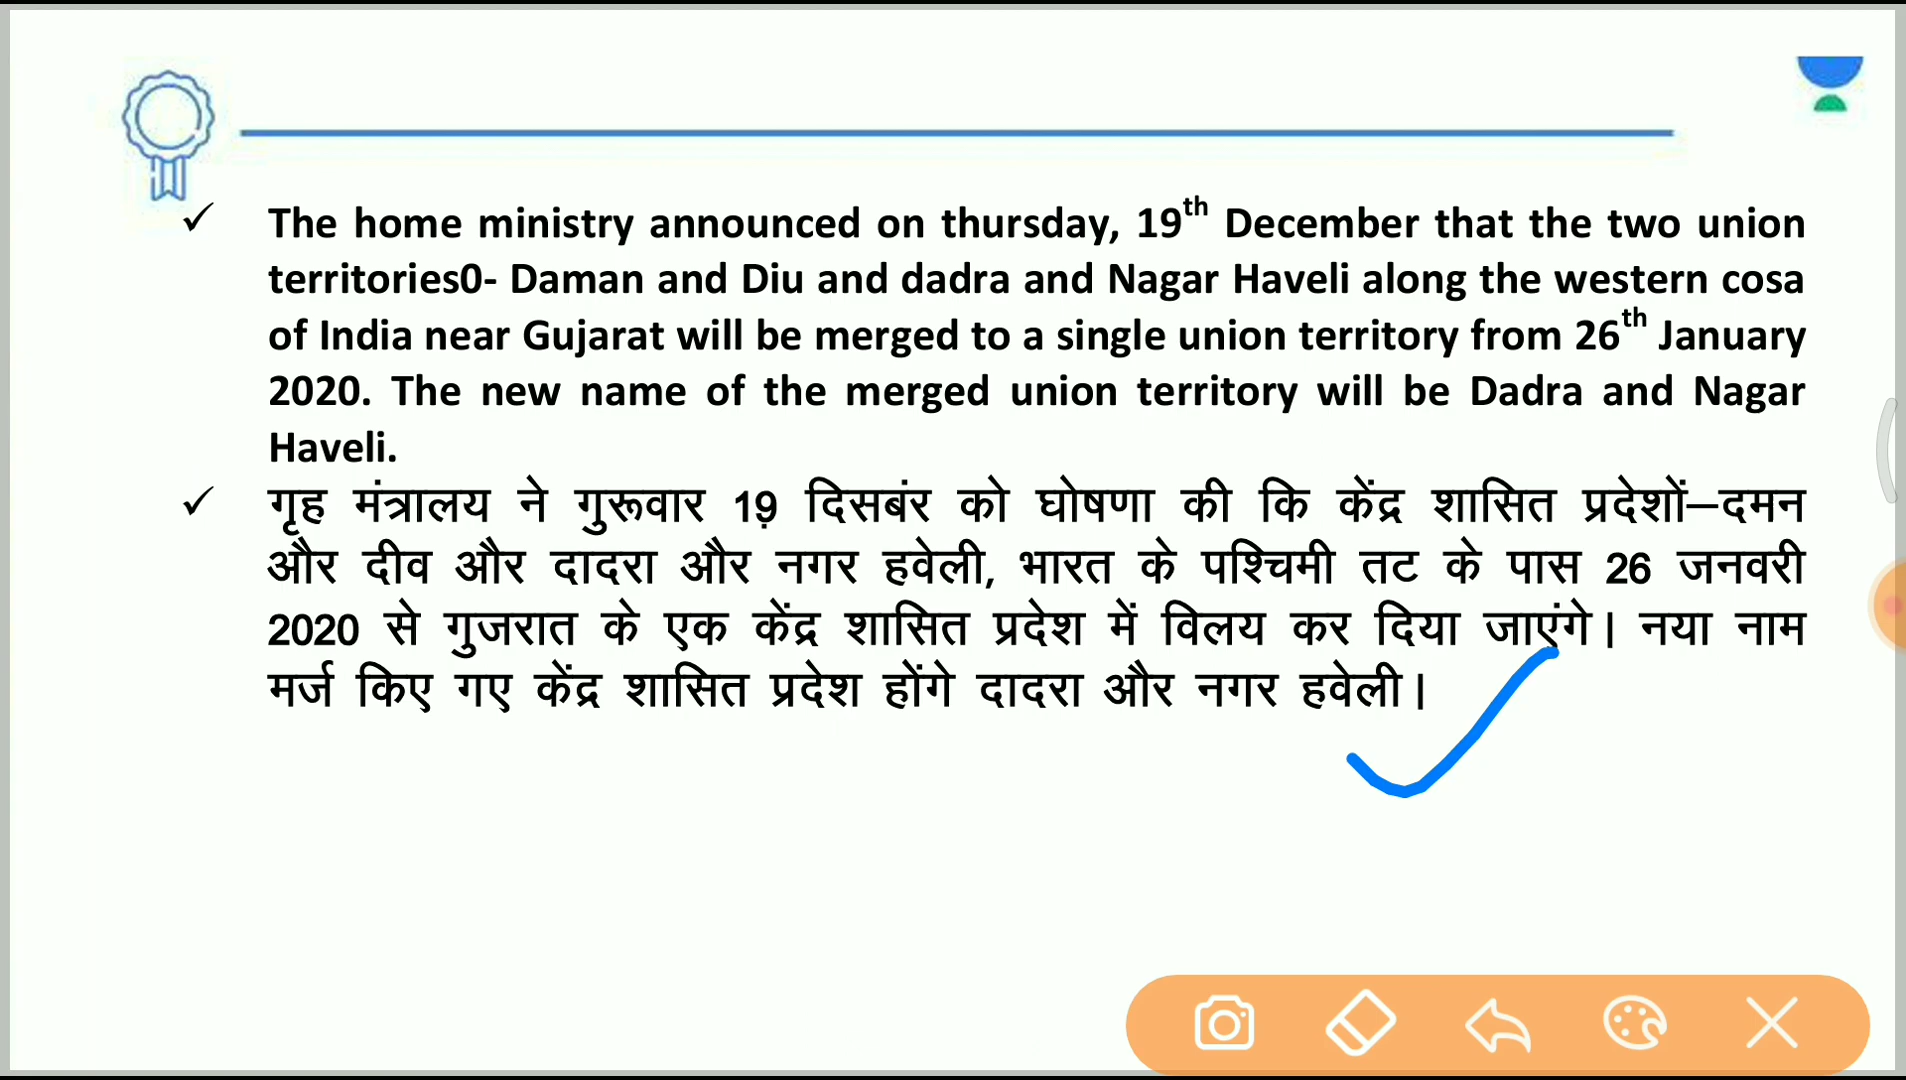 The home ministry announced on thursday, 19th December that the two union
territories0- Daman and Diu and dadra and Nagar Haveli along the western cosa
of India near Gujarat will be merged to a single union territory from 26th January
2020. The new name of the merged union territory will be Dadra and Nagar
Haveli.
गृह मंत्रालय ने गुरूवार 19 दिसबंर को घोषणा की कि केंद्र शासित प्रदेशों–दमन
और दीव और दादरा और नगर हवेली, भारत के पश्चिमी तट के पास 26 जनवरी
2020 से गुजरात के एक केंद्र शासित प्रदेश में विलय कर दिया जाएंगे। नया नाम
मर्ज किए गए केंद्र शासित प्रदेश होंगे दादरा और नगर हवेली।